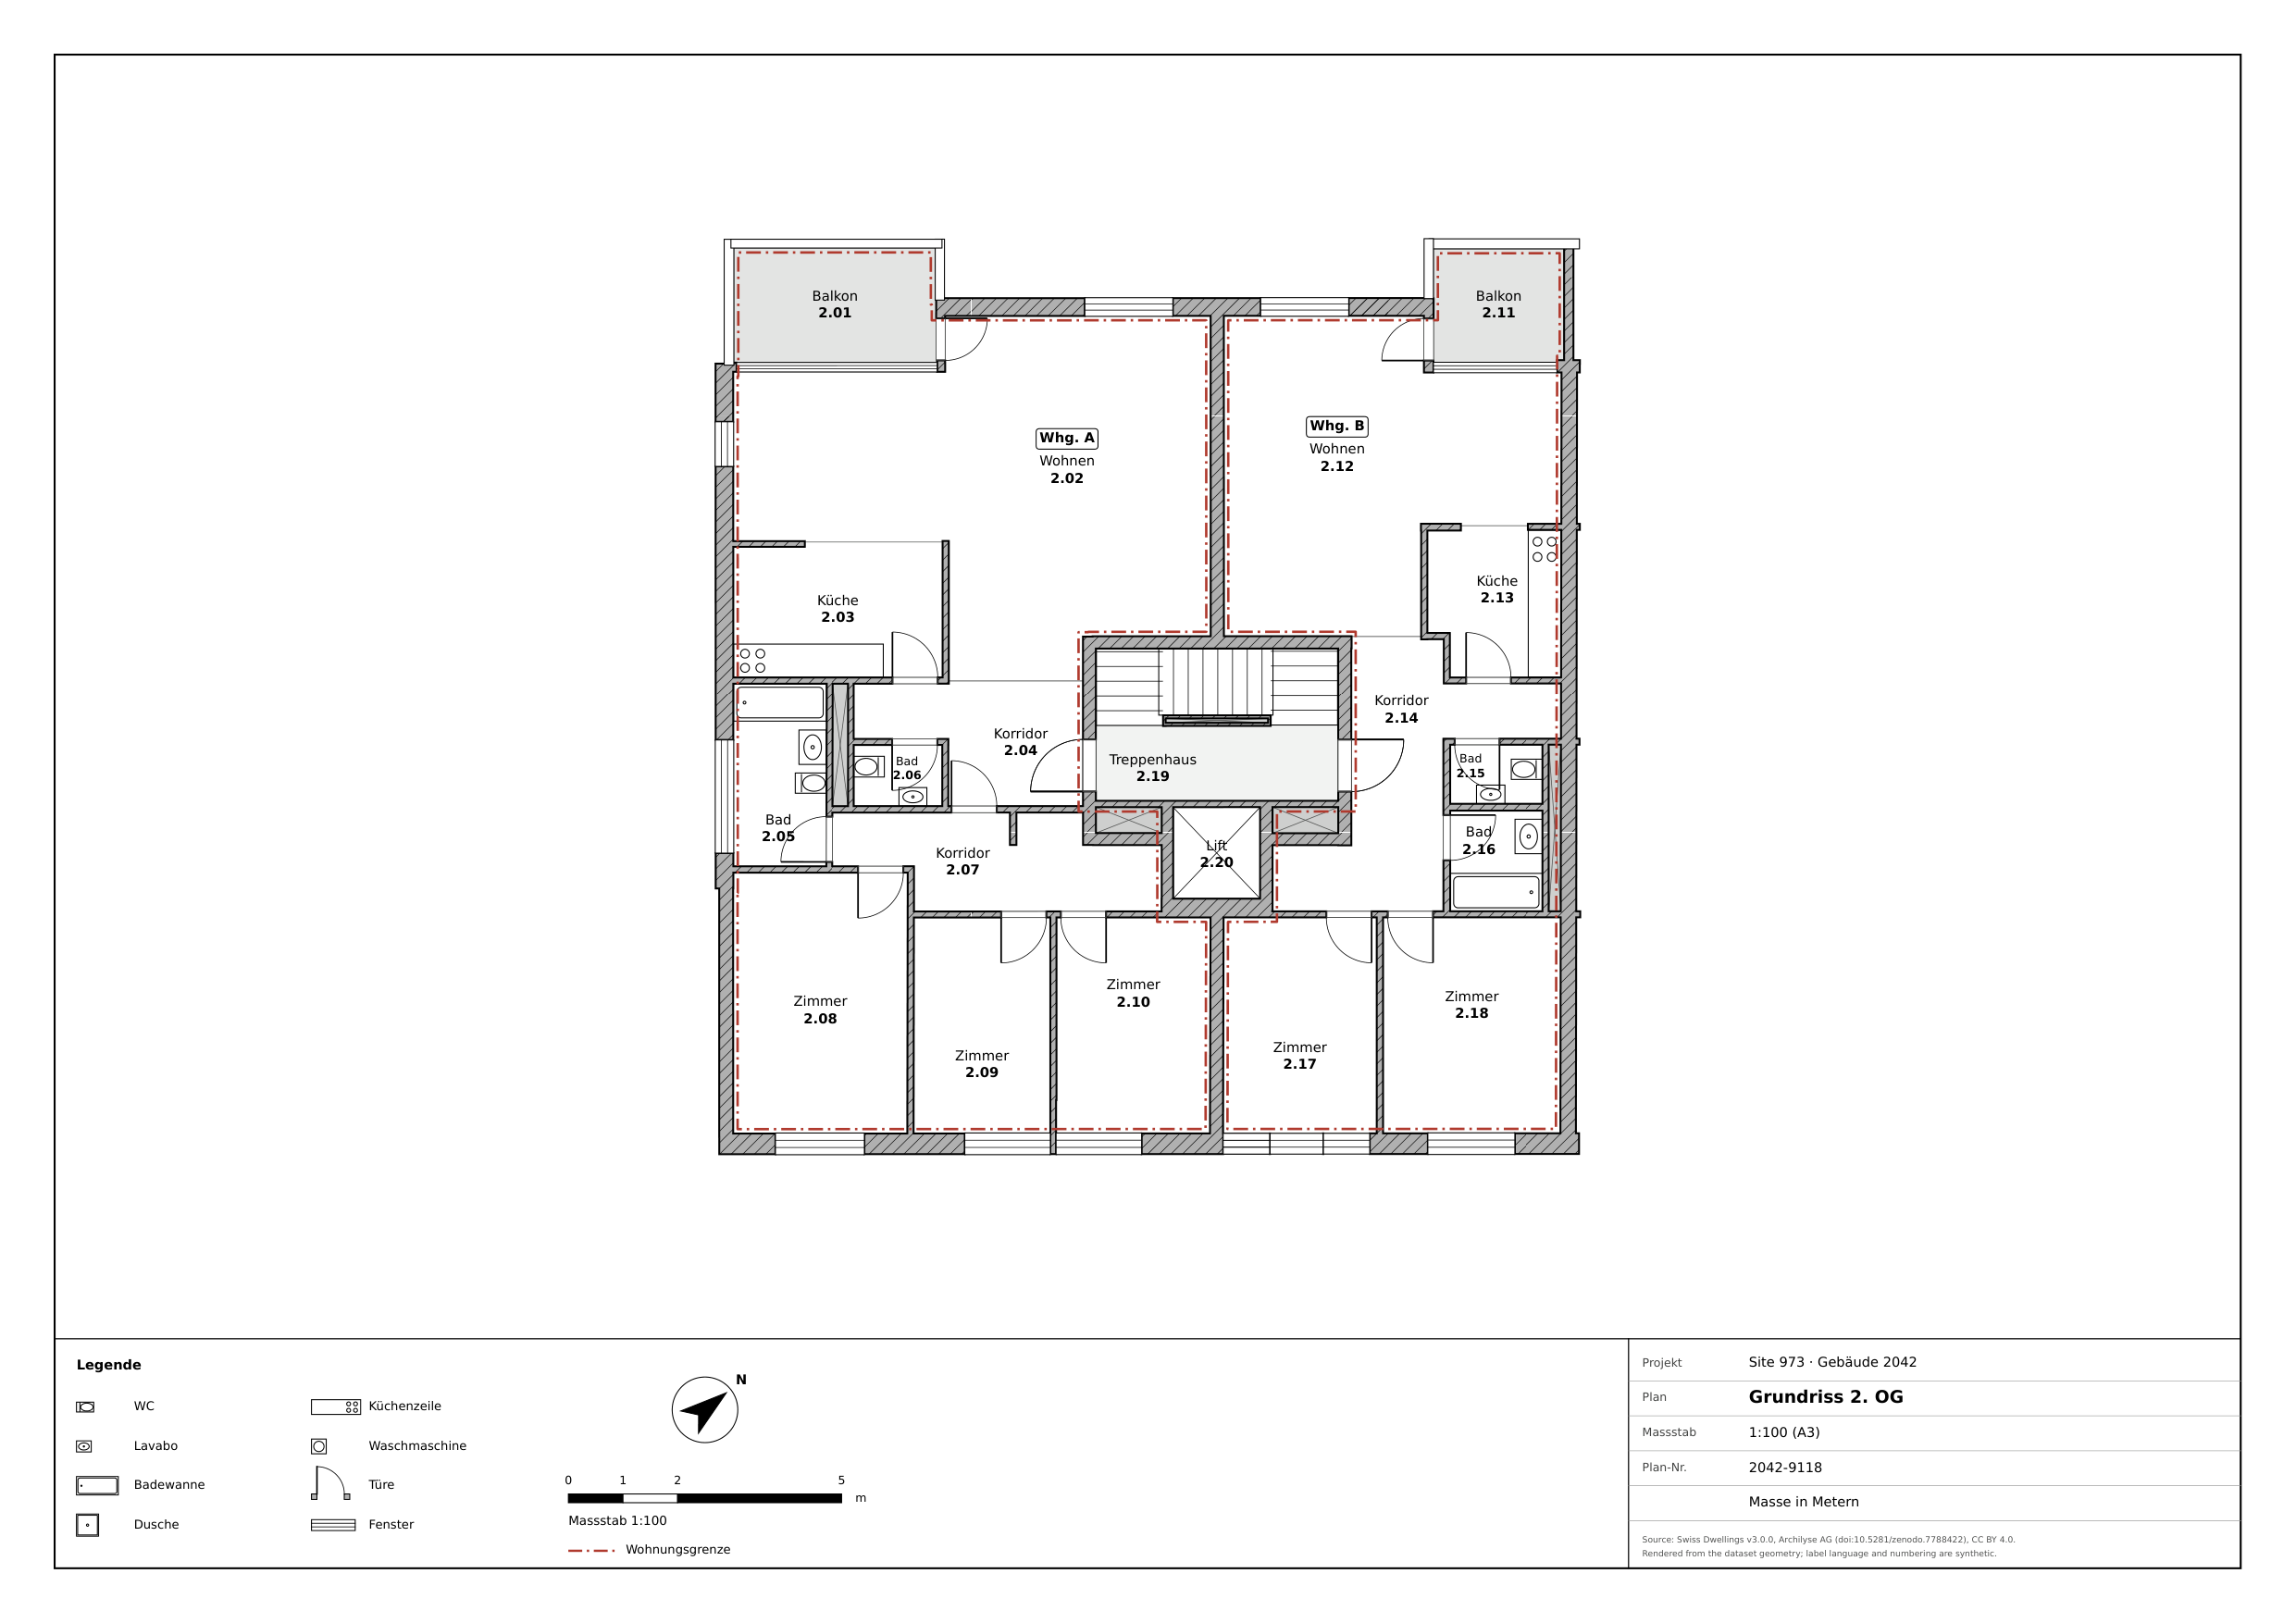 Balkon
2.01
Balkon
2.11
Whg. A
Wohnen
2.02
Whg. B
Wohnen
2.12
Küche
2.03
Küche
2.13
Korridor
2.04
Korridor
2.14
Treppenhaus
2.19
Bad
2.06
Bad
2.15
Bad
2.05
Bad
2.16
Korridor
2.07
Lift
2.20
Zimmer
2.08
Zimmer
2.09
Zimmer
2.10
Zimmer
2.17
Zimmer
2.18
Legende
WC
Lavabo
Badewanne
Dusche
Küchenzeile
Waschmaschine
Türe
Fenster
N
0 1 2 5
m
Massstab 1:100
Wohnungsgrenze
Projekt Site 973 · Gebäude 2042
Plan Grundriss 2. OG
Massstab 1:100 (A3)
Plan-Nr. 2042-9118
Masse in Metern
Source: Swiss Dwellings v3.0.0, Archilyse AG (doi:10.5281/zenodo.7788422), CC BY 4.0.
Rendered from the dataset geometry; label language and numbering are synthetic.